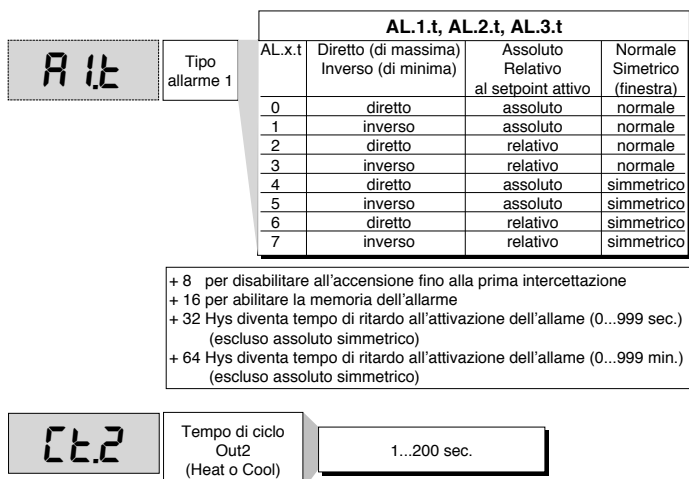 AL.1.t, AL.2.t, AL.3.t
A1.t
Tipo
allarme 1
AL.x.t Diretto (di massima) Assoluto Normale
Inverso (di minima) Relativo Simetrico
al setpoint attivo (finestra)
0 diretto assoluto normale
1 inverso assoluto normale
2 diretto relativo normale
3 inverso relativo normale
4 diretto assoluto simmetrico
5 inverso assoluto simmetrico
6 diretto relativo simmetrico
7 inverso relativo simmetrico
+ 8 per disabilitare all'accensione fino alla prima intercettazione
+ 16 per abilitare la memoria dell'allarme
+ 32 Hys diventa tempo di ritardo all'attivazione dell'allame (0...999 sec.)
(escluso assoluto simmetrico)
+ 64 Hys diventa tempo di ritardo all'attivazione dell'allame (0...999 min.)
(escluso assoluto simmetrico)
Ct.2
Tempo di ciclo
Out2
(Heat o Cool)
1...200 sec.